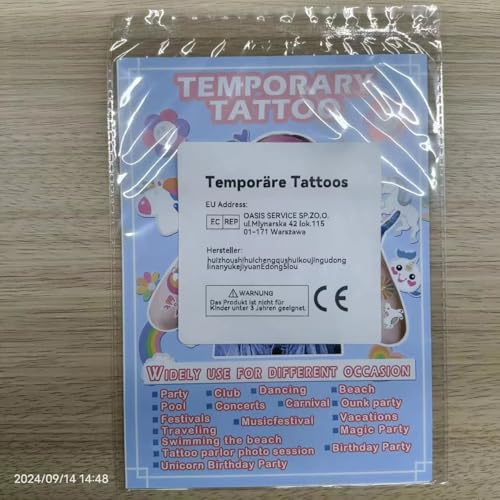 TEMPORARY
TATTOO
Temporäre Tattoos
EU Address:
EC REP
OASIS SERVICE SP.ZO.O.
ul.Mlynarska 42 lok.115
01-171 Warszawa
Hersteller:
huizhoushihuichengqushuikoujingudong
linanyukejiyuanEdong5lou
WARNUNG
Das Produkt ist nicht für
Kinder unter 3 Jahren geeignet.
CE
WIDELY USE FOR DIFFERENT OCCASION
Party Club Dancing Beach
Pool Concerts Carnival Ounk party
Festivals Musicfestival Vacations
Traveling Magic Party
Swimming the beach
Tattoo parlor photo session Birthday Party
Unicorn Birthday Party
2024/09/14 14:48